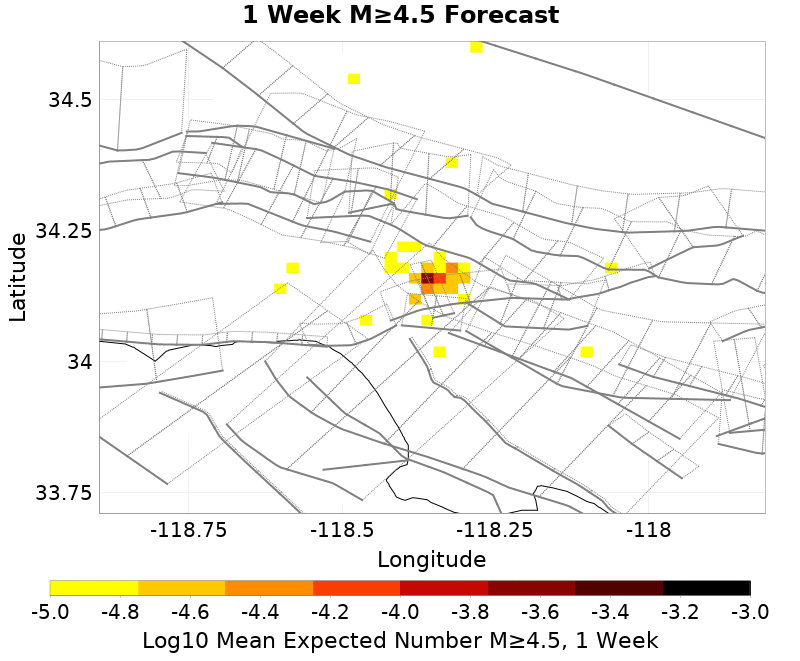 1 Week M≥4.5 Forecast
34.5
34.25
34
33.75
Latitude
-118.75 -118.5 -118.25 -118
Longitude
-5.0 -4.8 -4.6 -4.4 -4.2 -4.0 -3.8 -3.6 -3.4 -3.2 -3.0
Log10 Mean Expected Number M≥4.5, 1 Week